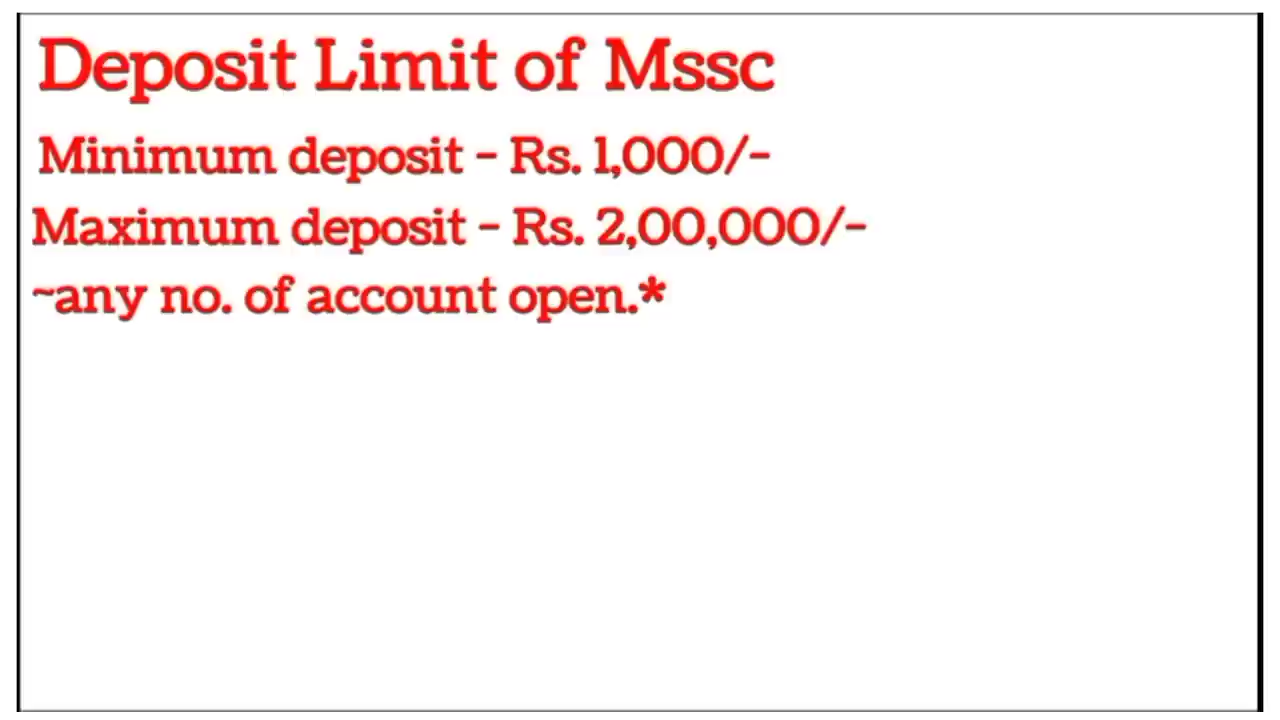 Deposit Limit of Mssc
Minimum deposit - Rs. 1,000/-
Maximum deposit - Rs. 2,00,000/-
~any no. of account open.*